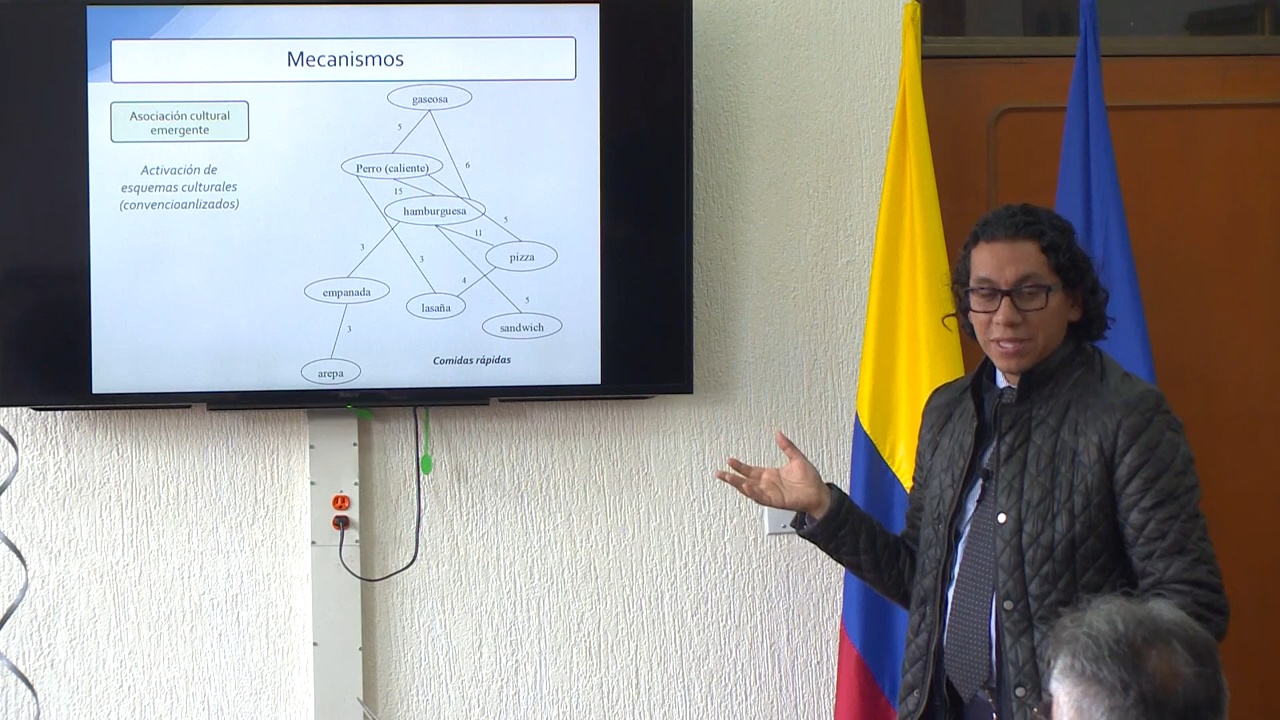 Mecanismos
Asociación cultural
emergente
Activación de
esquemas culturales
(convencioanlizados)
gaseosa
5
6
Perro (caliente)
15
hamburguesa
5
11
pizza
3
3
4
empanada
lasaña
5
sandwich
3
arepa
Comidas rápidas